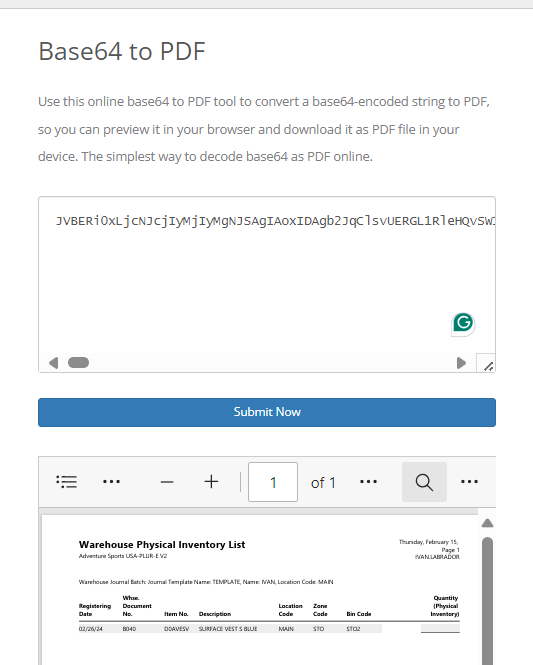 Base64 to PDF
Use this online base64 to PDF tool to convert a base64-encoded string to PDF,
so you can preview it in your browser and download it as PDF file in your
device. The simplest way to decode base64 as PDF online.
JVBERi0xLjcNJcjIyMjIyMgNJSAgIAoxIDAgb2JqClsvUERGL1RleHQvSW
Submit Now
1 of 1
Warehouse Physical Inventory List
Adventure Sports USA-PLUR-E V2
Thursday, February 15,
Page 1
IVAN.LABRADOR
Warehouse Journal Batch: Journal Template Name: TEMPLATE, Name: IVAN, Location Code: MAIN
Registering Date Whse. Document No. Item No. Description Location Code Zone Code Bin Code Quantity (Physical Inventory)
02/26/24 8040 D0AVESV SURFACE VEST S BLUE MAIN STO STO2